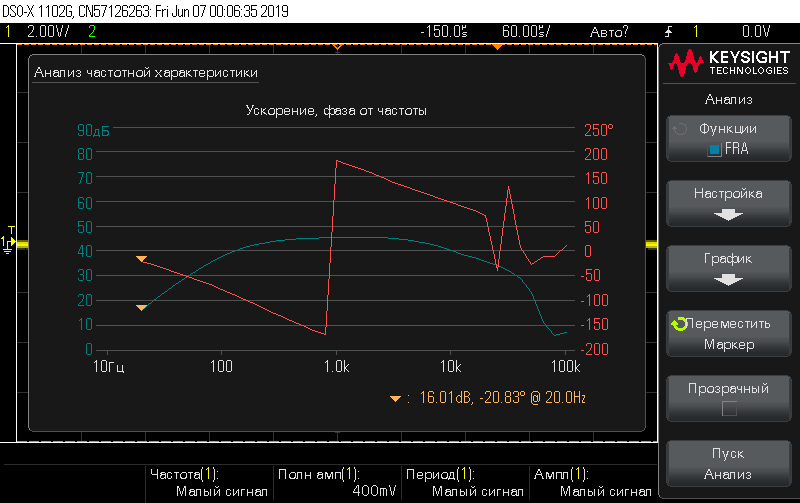 DSO-X 1102G, CN57126263: Fri Jun 07 00:06:35 2019
1 2.00V/ 2 -150.0us 60.00us/ Авто? 1 0.0V
KEYSIGHT
TECHNOLOGIES
Анализ
Функции
FRA
Настройка
График
Переместить
Маркер
Прозрачный
Пуск
Анализ
Анализ частотной характеристики
Ускорение, фаза от частоты
90дБ 250°
80 200
70 150
60 100
50 50
40 0
30 -50
20 -100
10 -150
0 -200
10Гц 100 1.0k 10k 100k
: 16.01dB, -20.83° @ 20.0Hz
T
1
Частота(1): Полн амп(1): Период(1): Ампл(1):
Малый сигнал 400mV Малый сигнал Малый сигнал